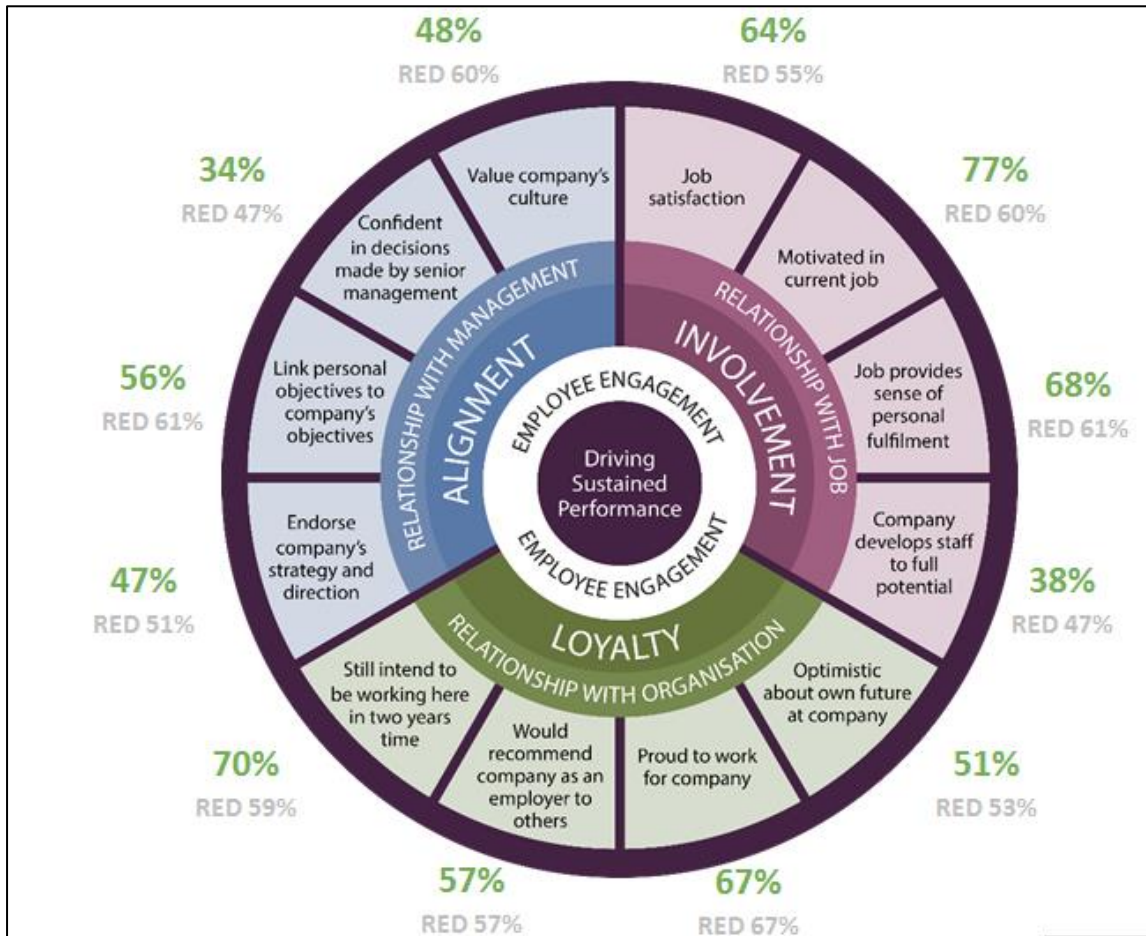 48%
RED 60%
64%
RED 55%
34%
RED 47%
77%
RED 60%
56%
RED 61%
68%
RED 61%
47%
RED 51%
38%
RED 47%
70%
RED 59%
51%
RED 53%
57%
RED 57%
67%
RED 67%
Value company's
culture
Job
satisfaction
Confident
in decisions
made by senior
management
Motivated in
current job
Link personal
objectives to
company's
objectives
Job provides
sense of
personal
fulfilment
Endorse
company's
strategy and
direction
Company
develops staff
to full
potential
Still intend to
be working here
in two years
time
Would
recommend
company as an
employer to
others
Proud to work
for company
Optimistic
about own future
at company
RELATIONSHIP WITH MANAGEMENT
ALIGNMENT
RELATIONSHIP WITH JOB
INVOLVEMENT
RELATIONSHIP WITH ORGANISATION
LOYALTY
EMPLOYEE ENGAGEMENT
Driving
Sustained
Performance
EMPLOYEE ENGAGEMENT